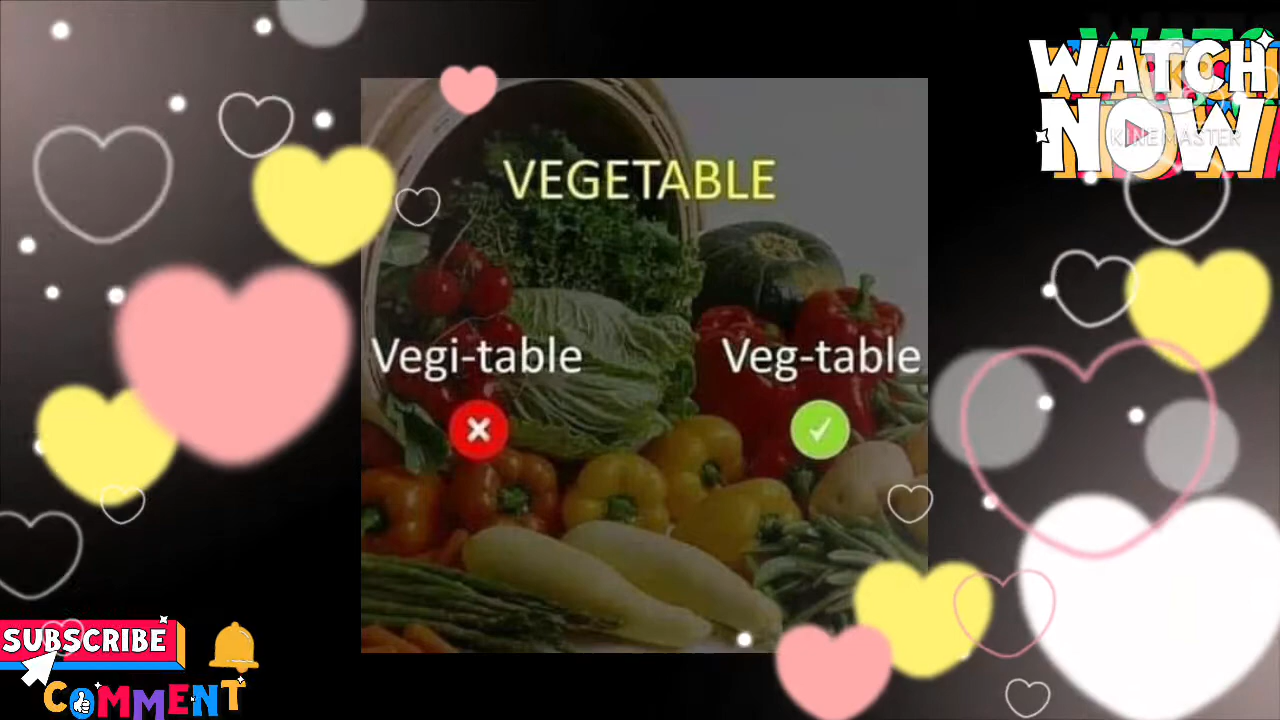 WATCH
NOW
KINEMASTER
VEGETABLE
Vegi-table Veg-table
SUBSCRIBE
COMMENT